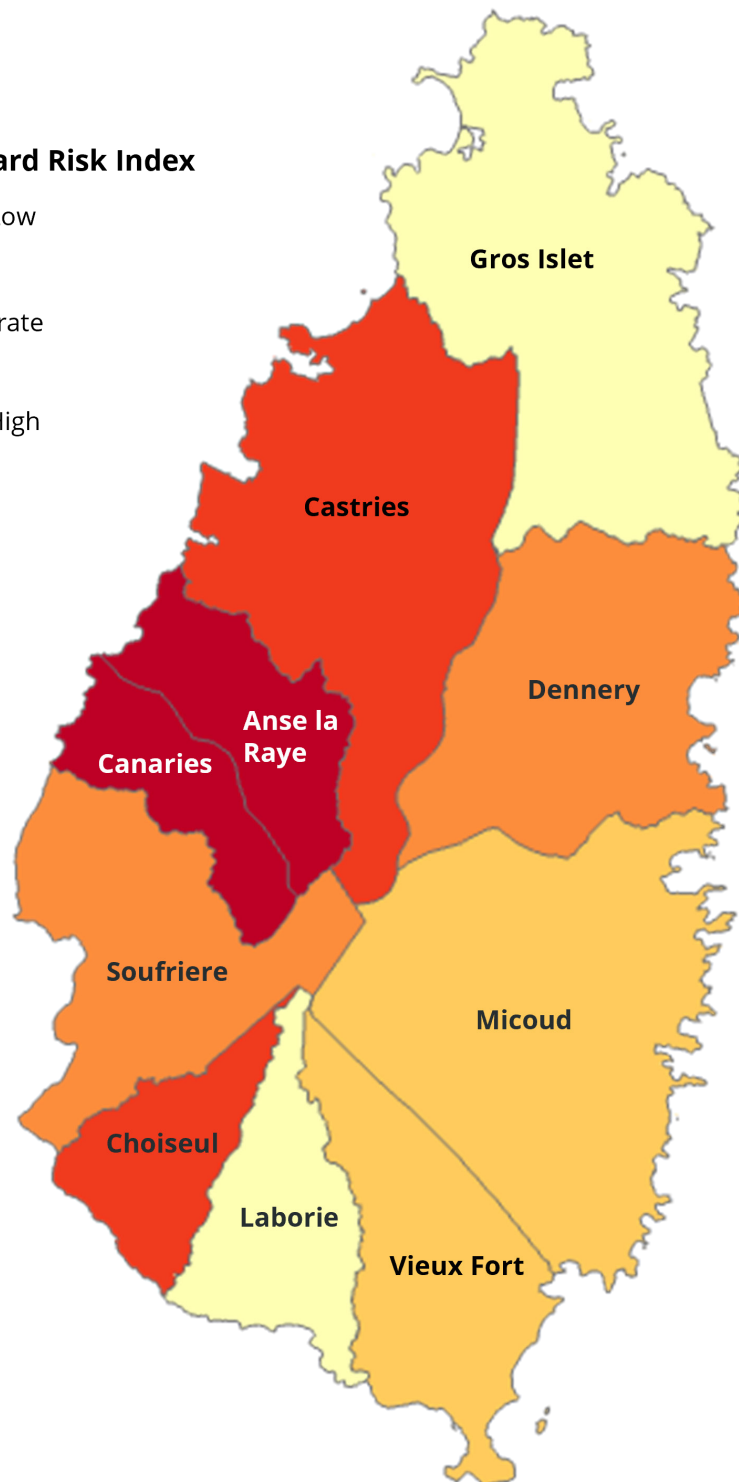 ard Risk Index
ow
rate
High
Gros Islet
Castries
Dennery
Anse la
Raye
Canaries
Soufriere
Micoud
Choiseul
Laborie
Vieux Fort